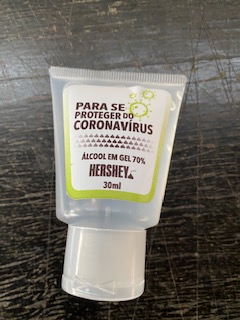 PARA SE
PROTEGER DO
CORONAVÍRUS
ÁLCOOL EM GEL 70%
HERSHEY
30ml